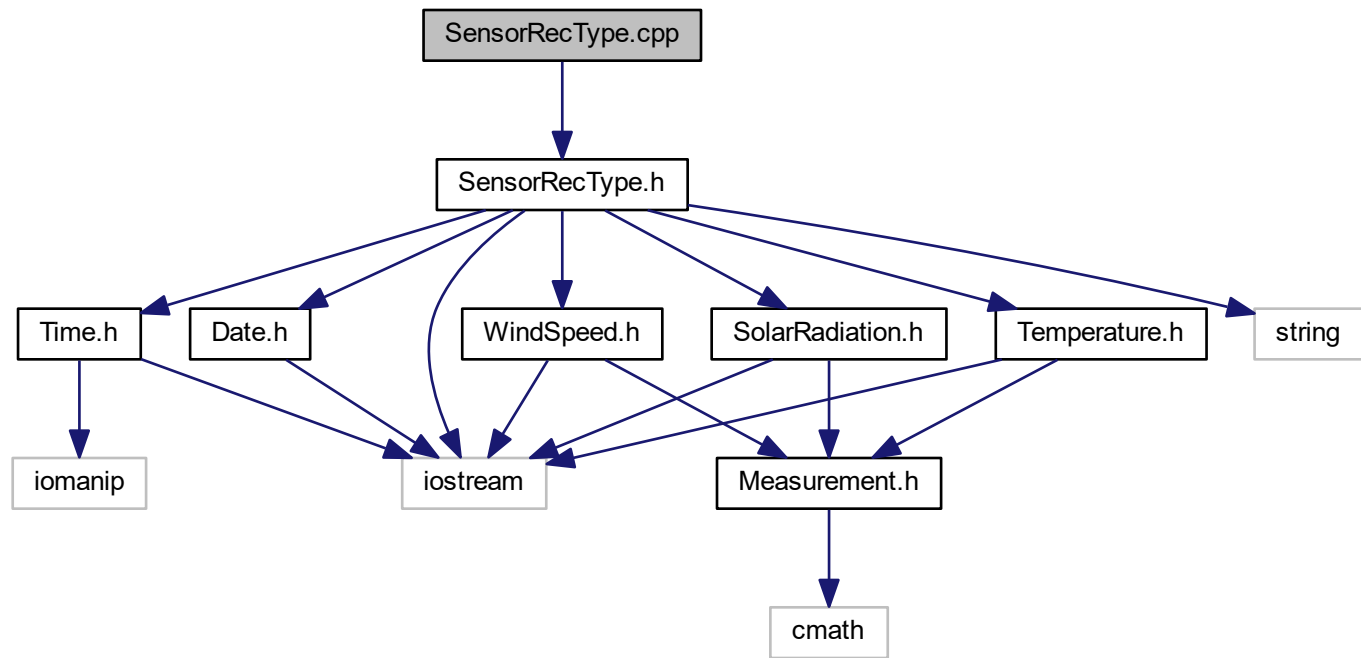 SensorRecType.cpp
SensorRecType.h
Time.h
Date.h
WindSpeed.h
SolarRadiation.h
Temperature.h
string
iomanip
iostream
Measurement.h
cmath